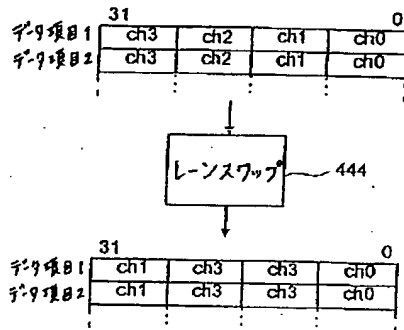 31 0
データ項目1 ch3 ch2 ch1 ch0
データ項目2 ch3 ch2 ch1 ch0
レーンスワップ 444
31 0
データ項目1 ch1 ch3 ch3 ch0
データ項目2 ch1 ch3 ch3 ch0